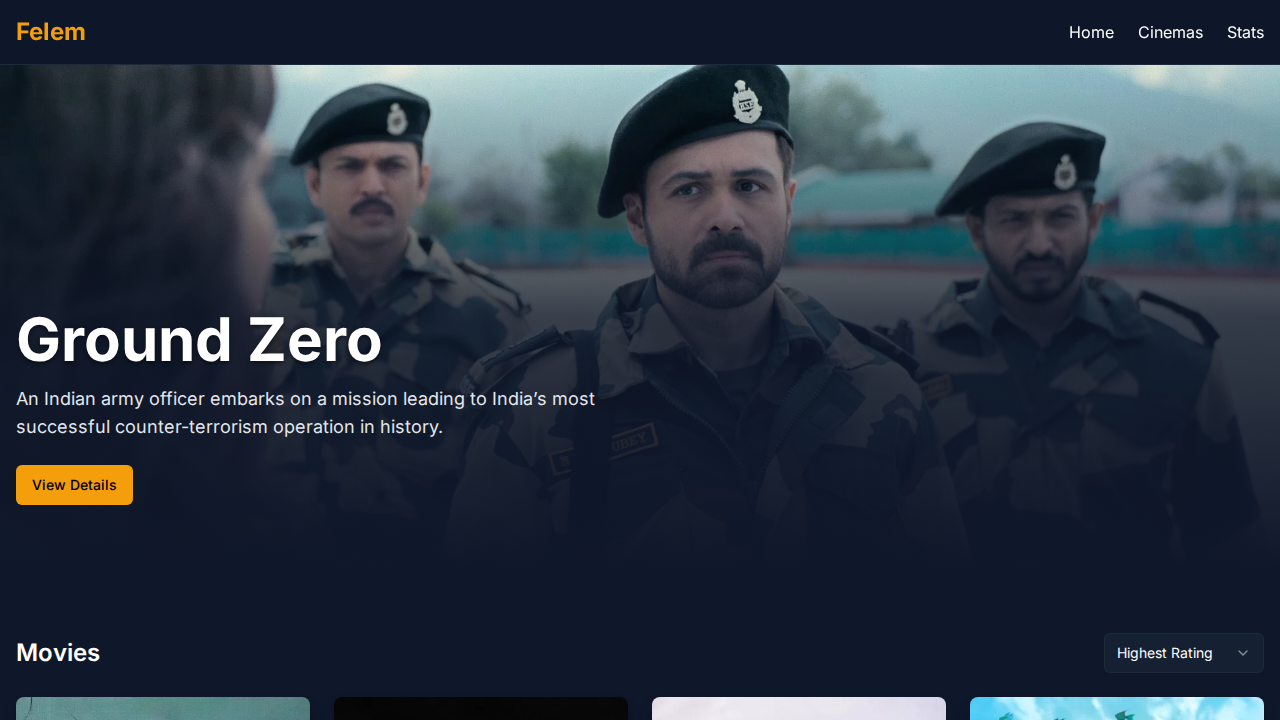 Felem
Home
Cinemas
Stats
Ground Zero
An Indian army officer embarks on a mission leading to India’s most
successful counter-terrorism operation in history.
View Details
Movies
Highest Rating